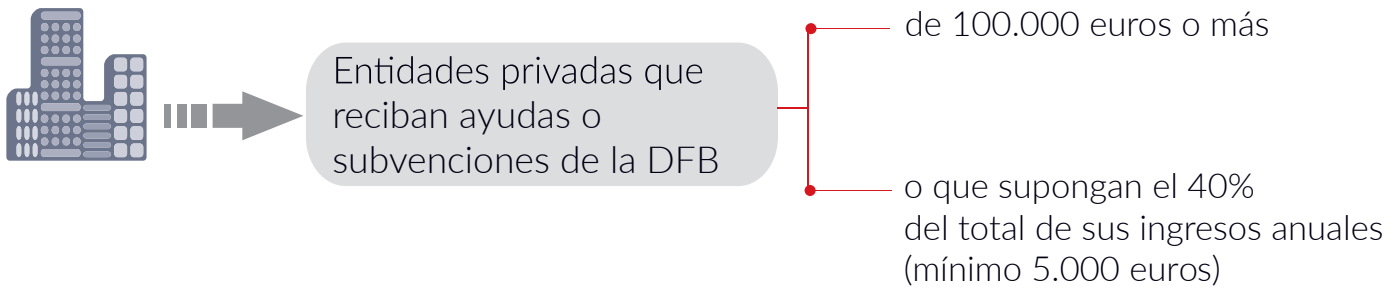 Entidades privadas que
reciban ayudas o
subvenciones de la DFB
de 100.000 euros o más
o que supongan el 40%
del total de sus ingresos anuales
(mínimo 5.000 euros)